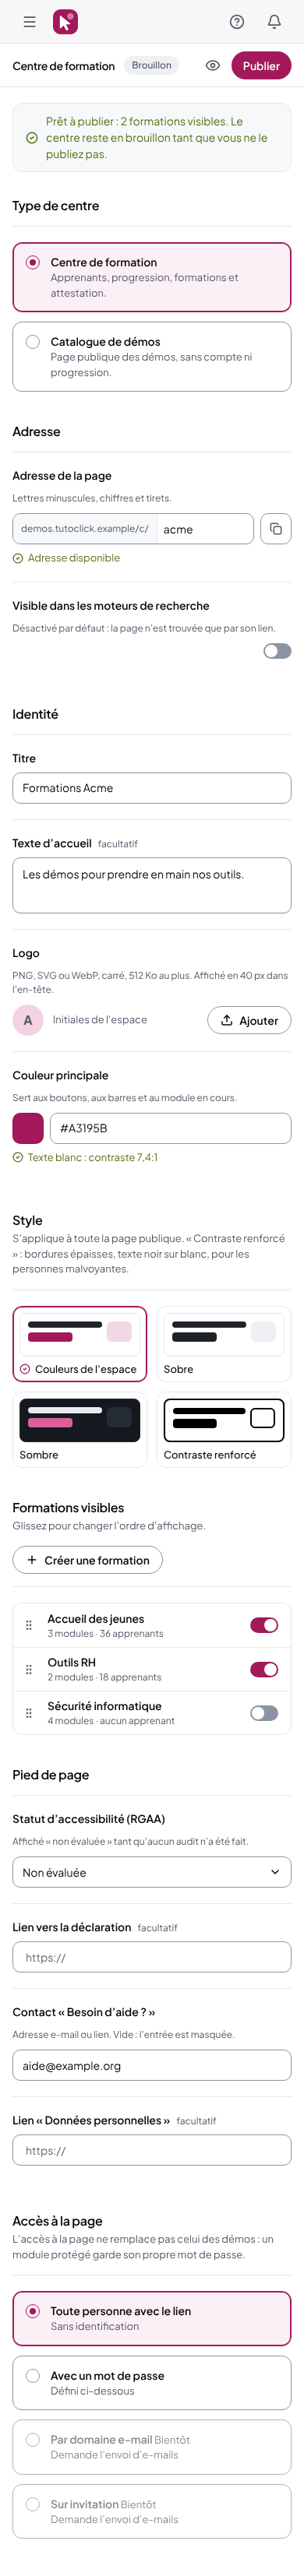 Centre de formation
Brouillon
Publier
Prêt à publier : 2 formations visibles. Le
centre reste en brouillon tant que vous ne le
publiez pas.
Type de centre
Centre de formation
Apprenants, progression, formations et
attestation.
Catalogue de démos
Page publique des démos, sans compte ni
progression.
Adresse
Adresse de la page
Lettres minuscules, chiffres et tirets.
demos.tutoclick.example/c/
acme
Adresse disponible
Visible dans les moteurs de recherche
Désactivé par défaut : la page n'est trouvée que par son lien.
Identité
Titre
Formations Acme
Texte d'accueil facultatif
Les démos pour prendre en main nos outils.
Logo
PNG, SVG ou WebP, carré, 512 Ko au plus. Affiché en 40 px dans
l'en-tête.
A
Initiales de l'espace
Ajouter
Couleur principale
Sert aux boutons, aux barres et au module en cours.
#A3195B
Texte blanc : contraste 7,4:1
Style
S'applique à toute la page publique. « Contraste renforcé
» : bordures épaisses, texte noir sur blanc, pour les
personnes malvoyantes.
Couleurs de l'espace
Sobre
Sombre
Contraste renforcé
Formations visibles
Glissez pour changer l'ordre d'affichage.
Créer une formation
Accueil des jeunes
3 modules · 36 apprenants
Outils RH
2 modules · 18 apprenants
Sécurité informatique
4 modules · aucun apprenant
Pied de page
Statut d'accessibilité (RGAA)
Affiché « non évaluée » tant qu'aucun audit n'a été fait.
Non évaluée
Lien vers la déclaration facultatif
https://
Contact « Besoin d'aide ? »
Adresse e-mail ou lien. Vide : l'entrée est masquée.
aide@example.org
Lien « Données personnelles » facultatif
https://
Accès à la page
L'accès à la page ne remplace pas celui des démos : un
module protégé garde son propre mot de passe.
Toute personne avec le lien
Sans identification
Avec un mot de passe
Défini ci-dessous
Par domaine e-mail Bientôt
Demande l'envoi d'e-mails
Sur invitation Bientôt
Demande l'envoi d'e-mails